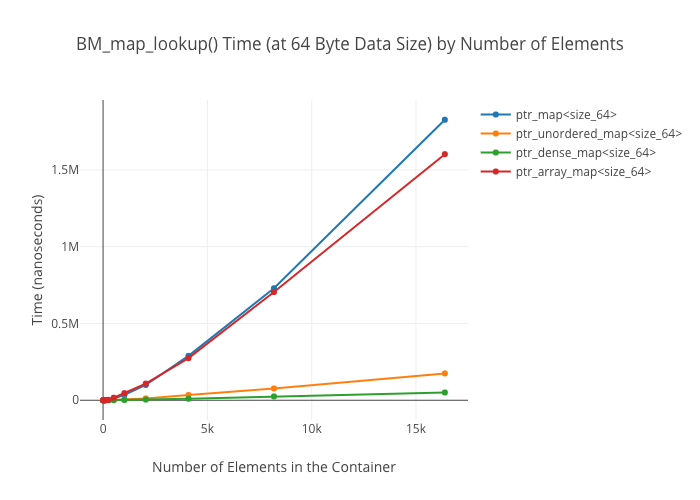 BM_map_lookup() Time (at 64 Byte Data Size) by Number of Elements
ptr_map<size_64>
ptr_unordered_map<size_64>
ptr_dense_map<size_64>
ptr_array_map<size_64>
1.5M
1M
0.5M
0
Time (nanoseconds)
0
5k
10k
15k
Number of Elements in the Container